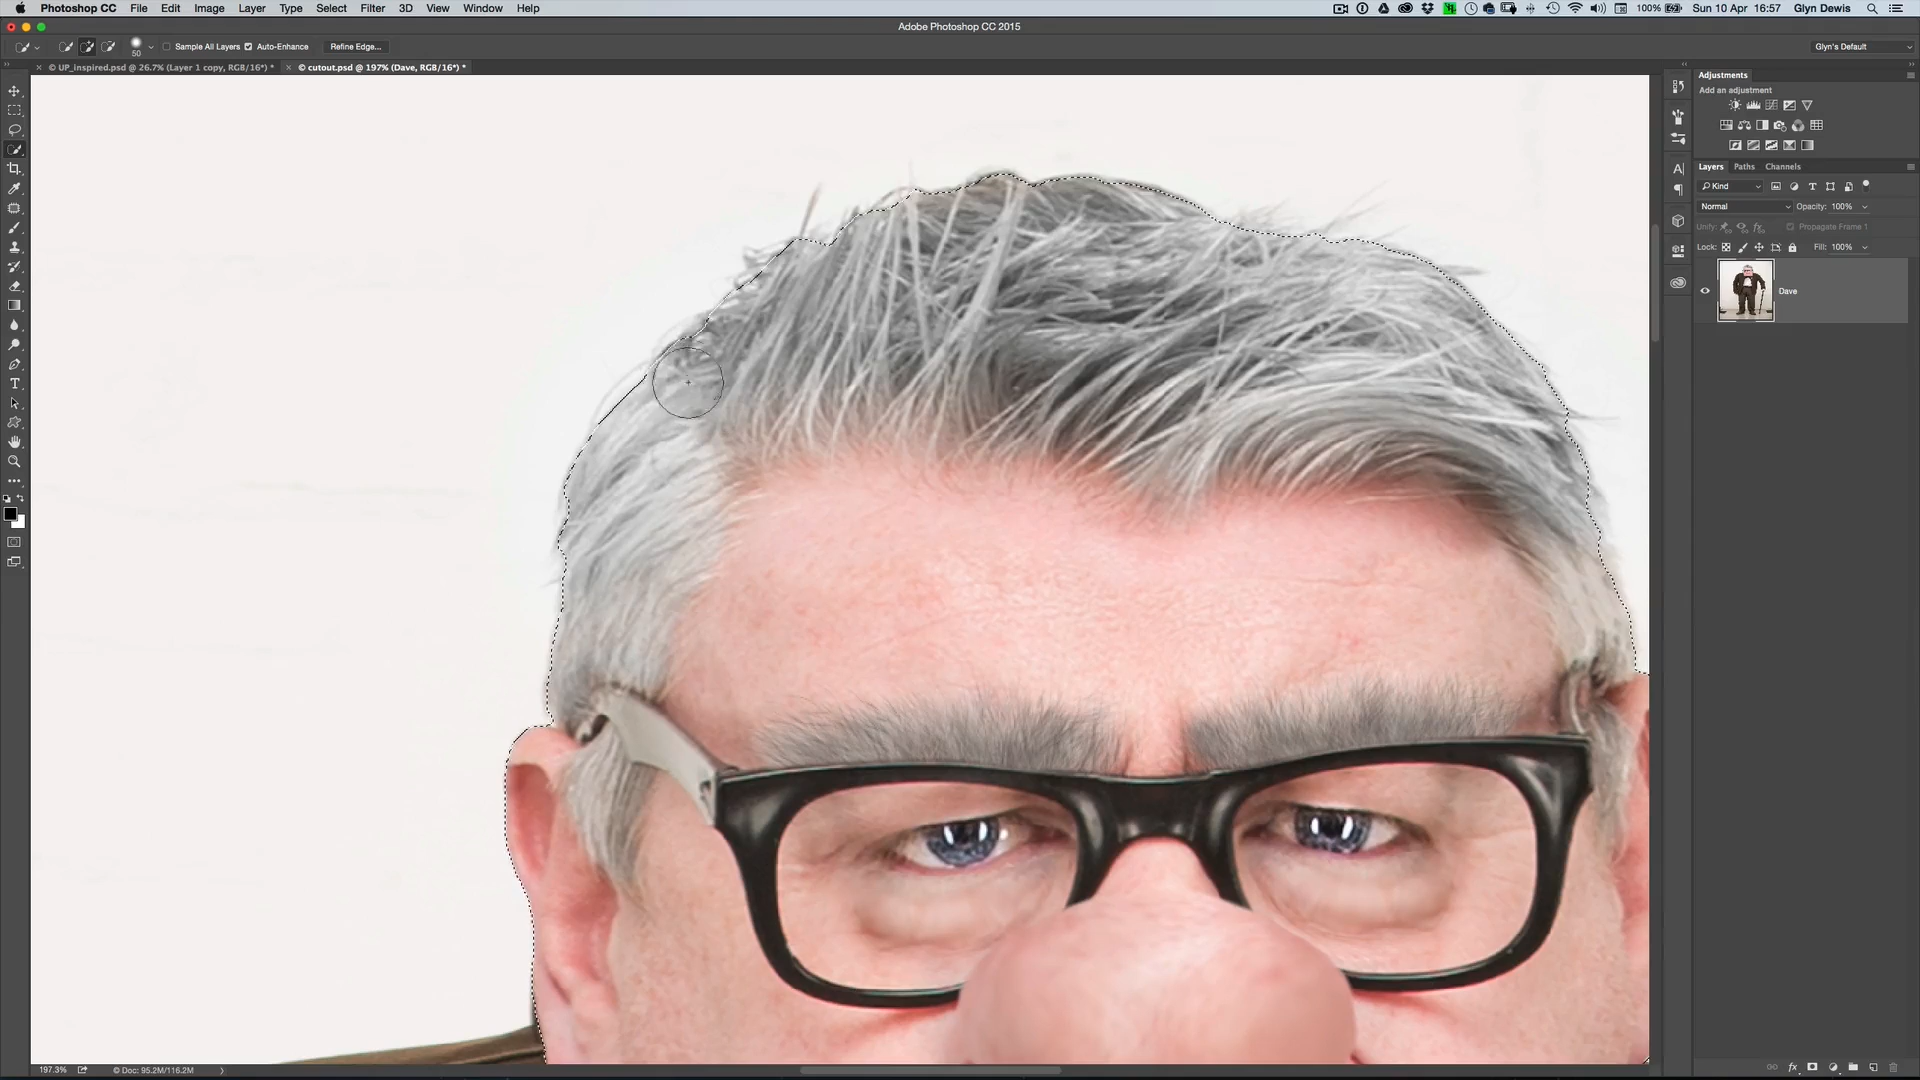 Photoshop CC File Edit Image Layer Type Select Filter 3D View Window Help 100% Sun 10 Apr 16:57 Glyn Dewis
Adobe Photoshop CC 2015
50 Sample All Layers Auto-Enhance Refine Edge... Glyn's Default
× © UP_inspired.psd @ 26.7% (Layer 1 copy, RGB/16*) * × © cutout.psd @ 197% (Dave, RGB/16*) *
Adjustments
Add an adjustment
Layers Paths Channels
Kind
Normal Opacity: 100%
Unify: Propagate Frame 1
Lock: Fill: 100%
Dave
197.3% © Doc: 95.2M/116.2M